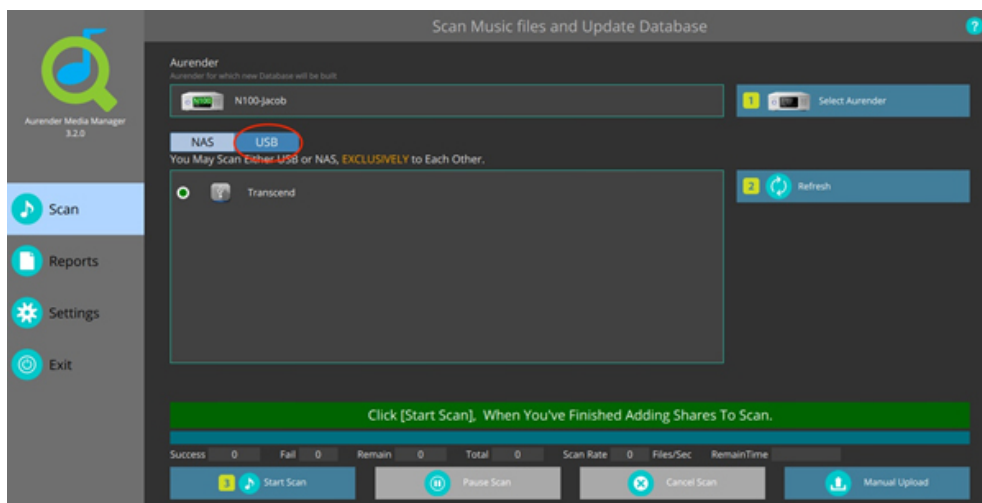 Scan Music files and Update Database
?
Aurender Media Manager
3.2.0
Scan
Reports
Settings
Exit
Aurender
Aurender for which new Database will be built
N100
N100-Jacob
1 Select Aurender
NAS USB
You May Scan Either USB or NAS, EXCLUSIVELY to Each Other.
Transcend
2 Refresh
Click [Start Scan], When You've Finished Adding Shares To Scan.
Success 0 Fail 0 Remain 0 Total 0 Scan Rate 0 Files/Sec RemainTime
3 Start Scan Pause Scan Cancel Scan Manual Upload